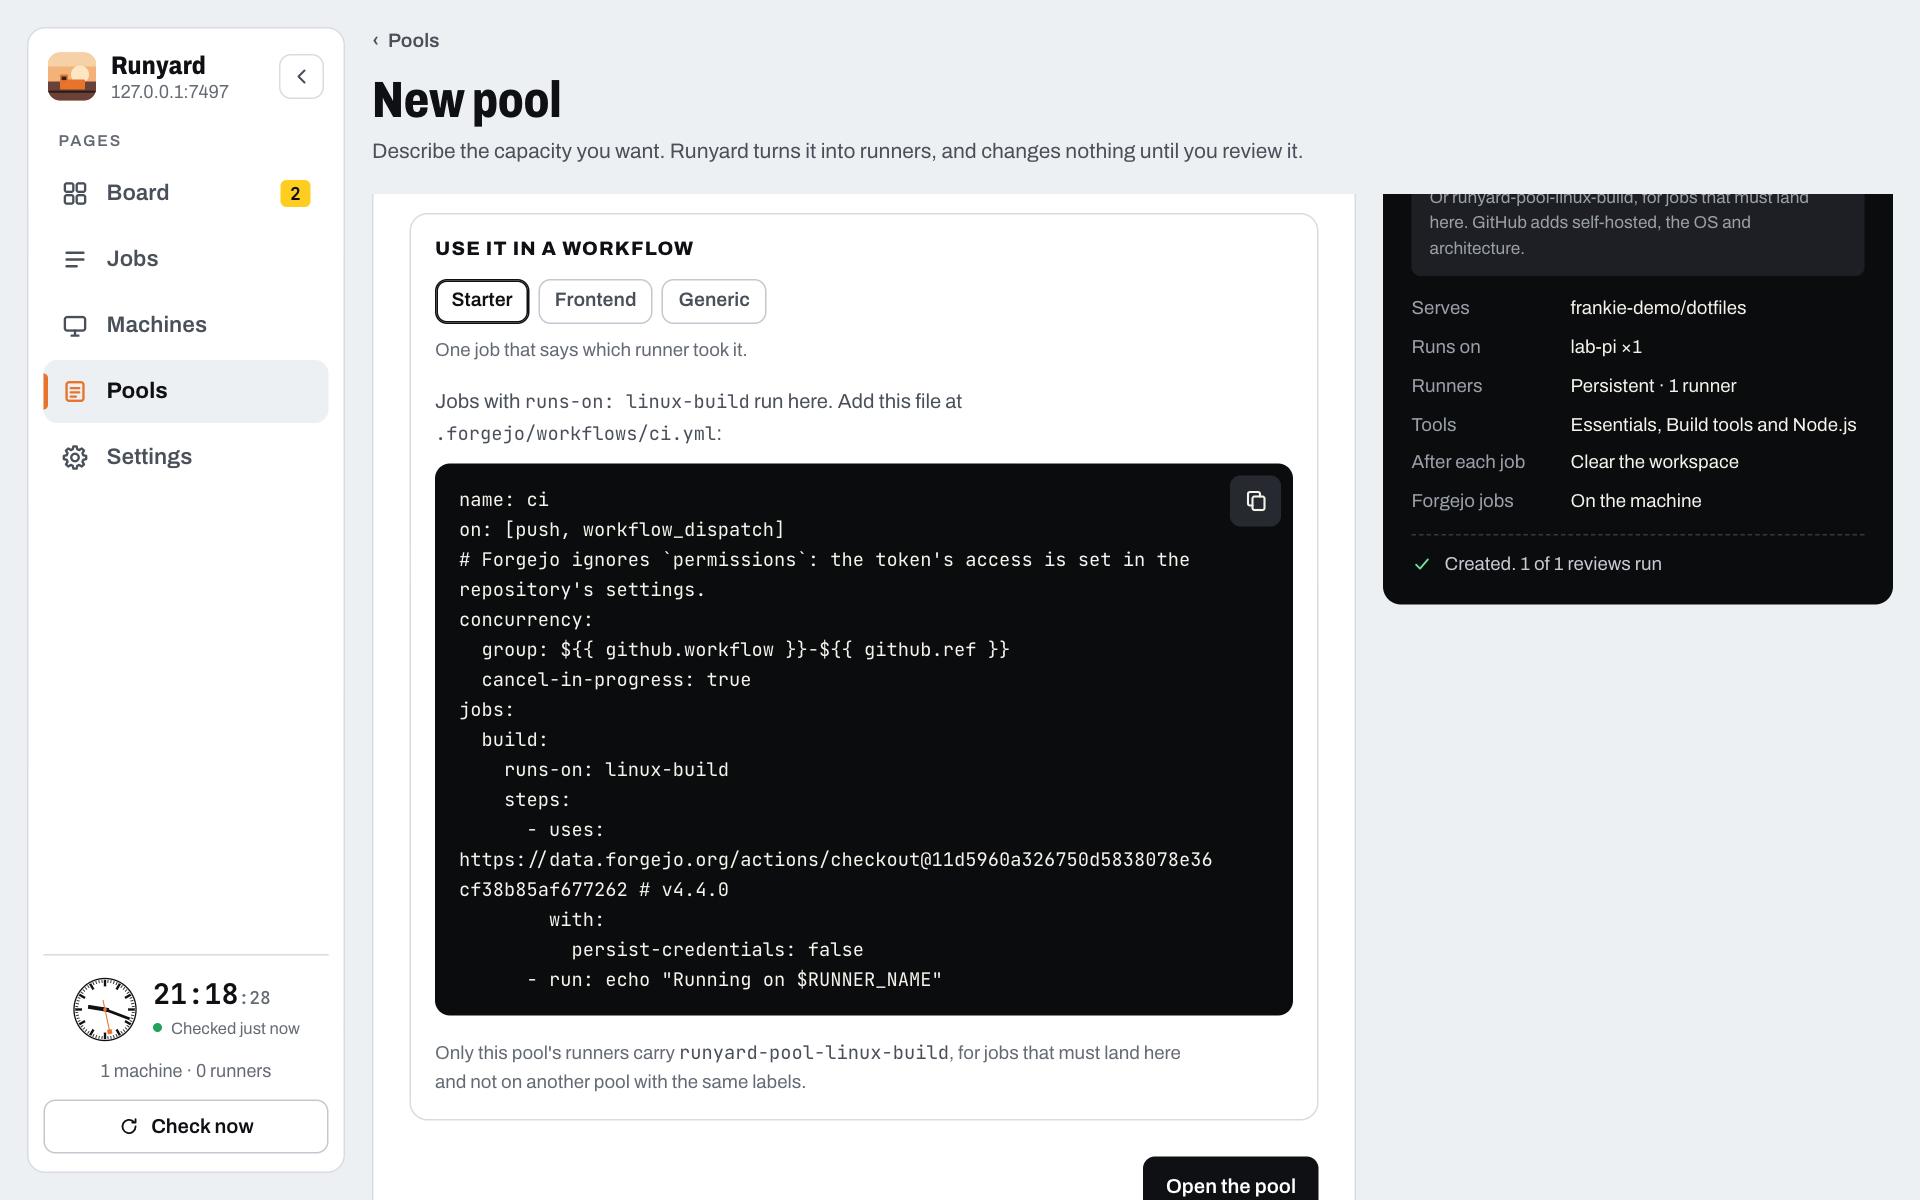 Runyard
127.0.0.1:7497
PAGES
Board
2
Jobs
Machines
Pools
Settings
21:18:28
Checked just now
1 machine · 0 runners
Check now
‹ Pools
New pool
Describe the capacity you want. Runyard turns it into runners, and changes nothing until you review it.
USE IT IN A WORKFLOW
Starter
Frontend
Generic
One job that says which runner took it.
Jobs with runs-on: linux-build run here. Add this file at
.forgejo/workflows/ci.yml:
name: ci
on: [push, workflow_dispatch]
# Forgejo ignores `permissions`: the token's access is set in the
repository's settings.
concurrency:
  group: ${{ github.workflow }}-${{ github.ref }}
  cancel-in-progress: true
jobs:
  build:
    runs-on: linux-build
    steps:
      - uses:
https://data.forgejo.org/actions/checkout@11d5960a326750d5838078e36
cf38b85af677262 # v4.4.0
        with:
          persist-credentials: false
      - run: echo "Running on $RUNNER_NAME"
Only this pool's runners carry runyard-pool-linux-build, for jobs that must land here
and not on another pool with the same labels.
Open the pool
Or runyard-pool-linux-build, for jobs that must land
here. GitHub adds self-hosted, the OS and
architecture.
Serves frankie-demo/dotfiles
Runs on lab-pi ×1
Runners Persistent · 1 runner
Tools Essentials, Build tools and Node.js
After each job Clear the workspace
Forgejo jobs On the machine
Created. 1 of 1 reviews run